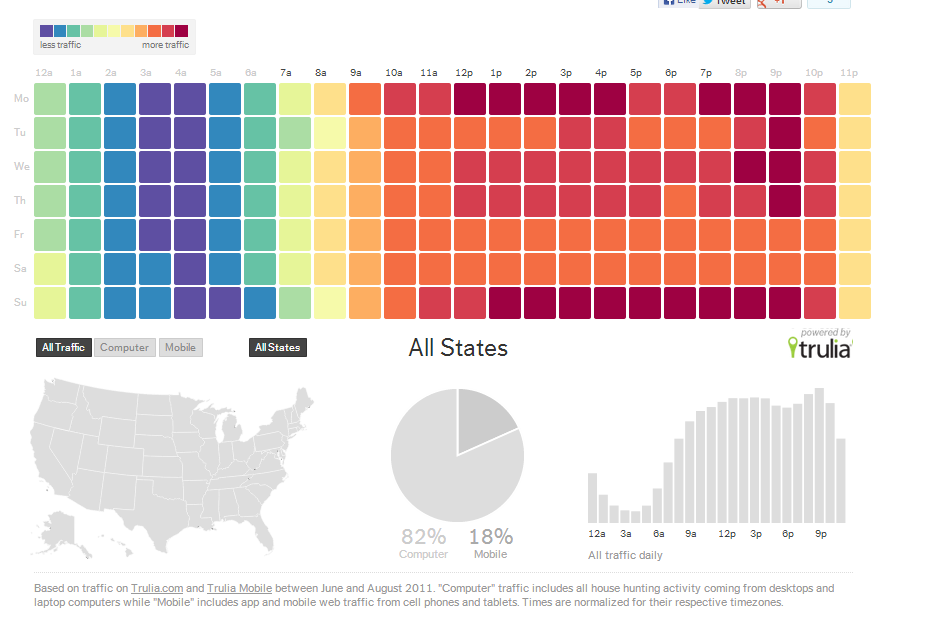 Like Tweet +1
less traffic more traffic
12a 1a 2a 3a 4a 5a 6a 7a 8a 9a 10a 11a 12p 1p 2p 3p 4p 5p 6p 7p 8p 9p 10p 11p
Mo
Tu
We
Th
Fr
Sa
Su
All Traffic Computer Mobile All States All States powered by
trulia
82% 18%
Computer Mobile
12a 3a 6a 9a 12p 3p 6p 9p
All traffic daily
Based on traffic on Trulia.com and Trulia Mobile between June and August 2011. "Computer" traffic includes all house hunting activity coming from desktops and
laptop computers while "Mobile" includes app and mobile web traffic from cell phones and tablets. Times are normalized for their respective timezones.